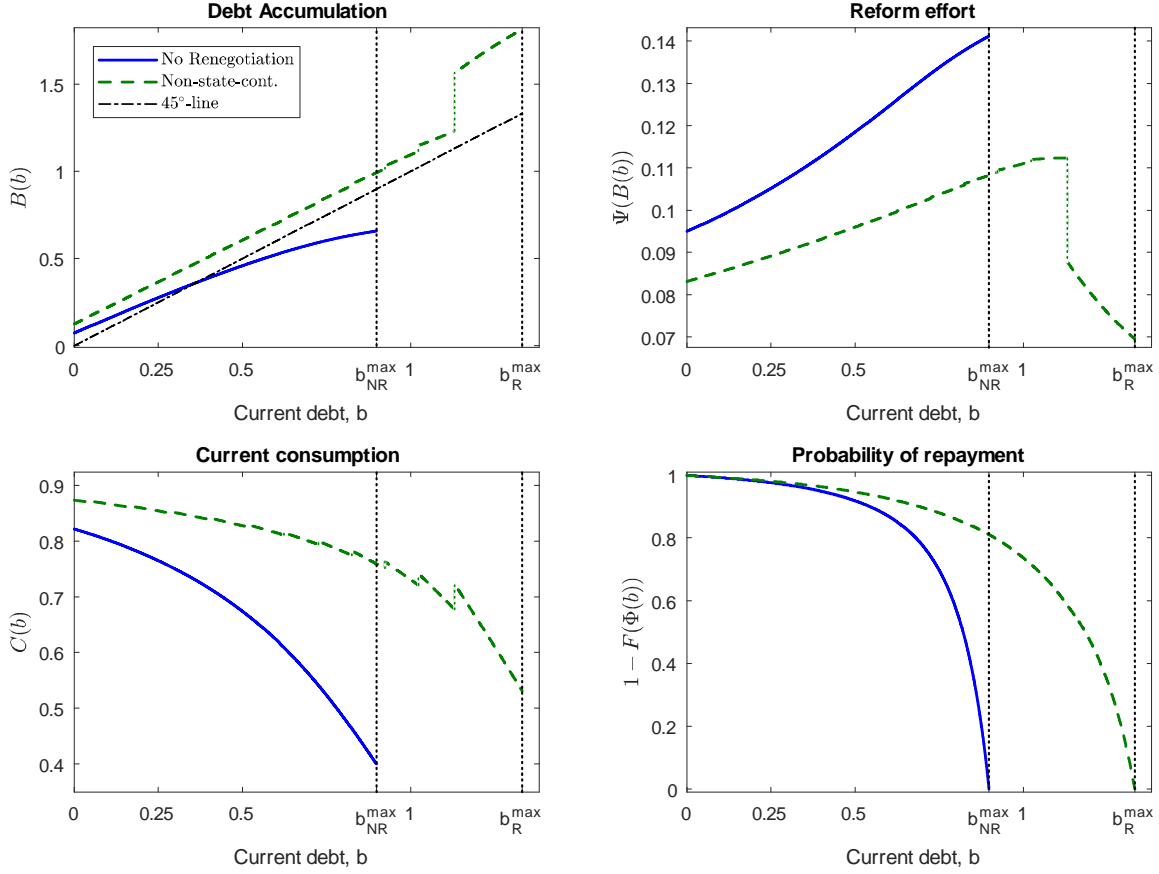 Debt Accumulation
1.5
1
0.5
0
B(b)
No Renegotiation
Non-state-cont.
45°-line
0 0.25 0.5 b_NR^max 1 b_R^max
Current debt, b
Reform effort
0.14
0.13
0.12
0.11
0.1
0.09
0.08
0.07
Ψ(B(b))
0 0.25 0.5 b_NR^max 1 b_R^max
Current debt, b
Current consumption
0.9
0.8
0.7
0.6
0.5
0.4
C(b)
0 0.25 0.5 b_NR^max 1 b_R^max
Current debt, b
Probability of repayment
1
0.8
0.6
0.4
0.2
0
1 − F(Φ(b))
0 0.25 0.5 b_NR^max 1 b_R^max
Current debt, b